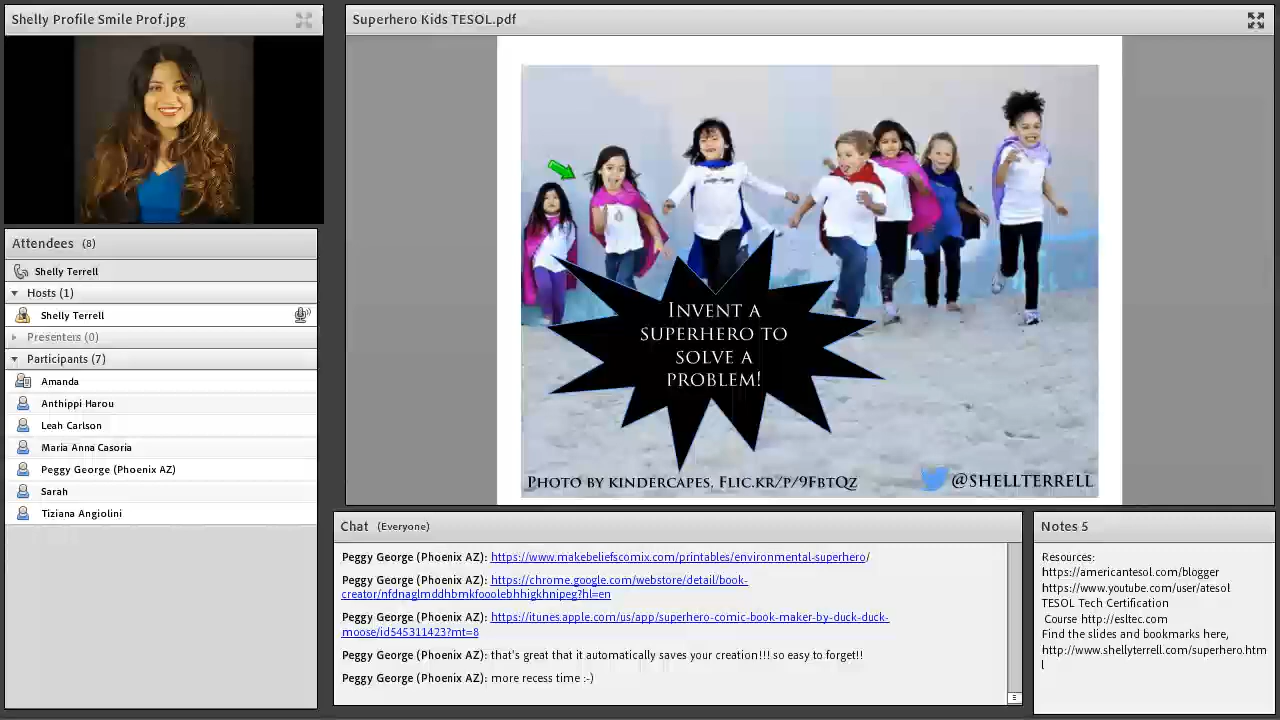 Shelly Profile Smile Prof.jpg
Superhero Kids TESOL.pdf
Attendees (8)
Shelly Terrell
Hosts (1)
Shelly Terrell
Presenters (0)
Participants (7)
Amanda
Anthippi Harou
Leah Carlson
Maria Anna Casoria
Peggy George (Phoenix AZ)
Sarah
Tiziana Angiolini
Invent a
superhero to
solve a
problem!
Photo by kindercapes, Flic.kr/p/9FbtQz
@shellterrell
Chat (Everyone)
Peggy George (Phoenix AZ): https://www.makebeliefscomix.com/printables/environmental-superhero/
Peggy George (Phoenix AZ): https://chrome.google.com/webstore/detail/book-
creator/nfdnaglmddhbmkfooolebhhigkhnipeg?hl=en
Peggy George (Phoenix AZ): https://itunes.apple.com/us/app/superhero-comic-book-maker-by-duck-duck-
moose/id545311423?mt=8
Peggy George (Phoenix AZ): that's great that it automatically saves your creation!!! so easy to forget!!
Peggy George (Phoenix AZ): more recess time :-)
Notes 5
Resources:
https://americantesol.com/blogger
https://www.youtube.com/user/atesol
TESOL Tech Certification
Course http://esltec.com
Find the slides and bookmarks here,
http://www.shellyterrell.com/superhero.htm
l